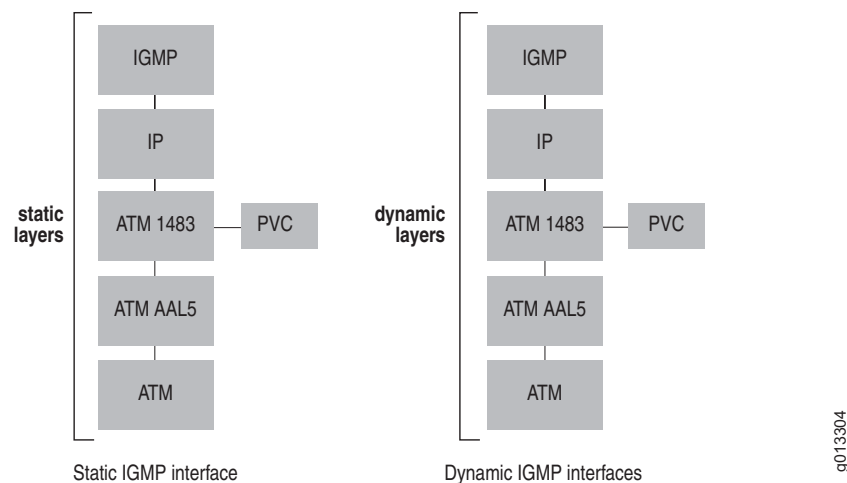 static
layers
IGMP
IP
ATM 1483
PVC
ATM AAL5
ATM
Static IGMP interface
dynamic
layers
IGMP
IP
ATM 1483
PVC
ATM AAL5
ATM
Dynamic IGMP interfaces
g013304